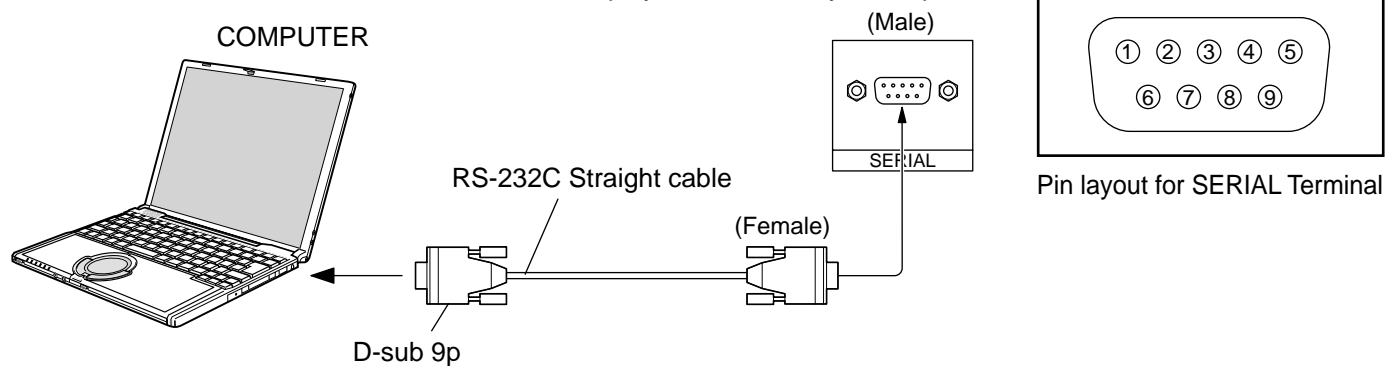 (Male)
COMPUTER
① ② ③ ④ ⑤
⑥ ⑦ ⑧ ⑨
SERIAL
RS-232C Straight cable
Pin layout for SERIAL Terminal
(Female)
D-sub 9p